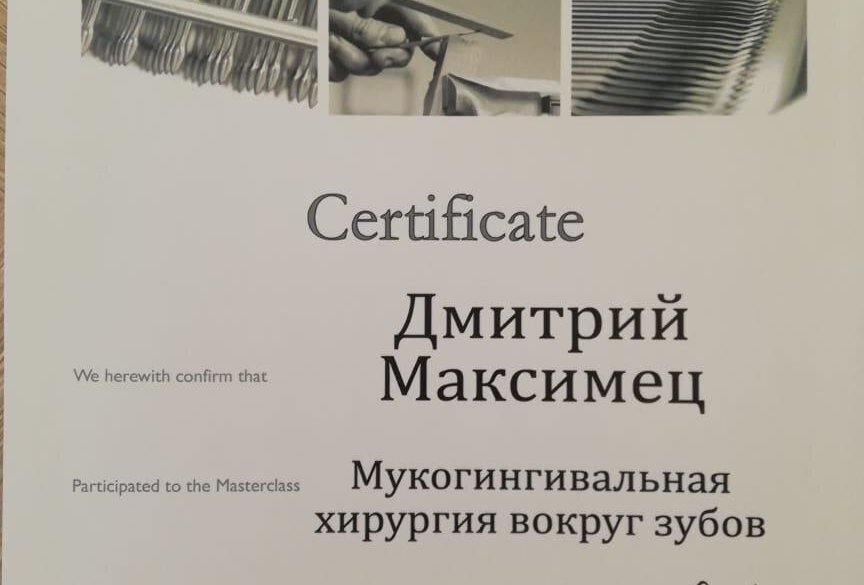 Certificate
Дмитрий
We herewith confirm that
Максимец
Participated to the Masterclass
Мукогингивальная
хирургия вокруг зубов